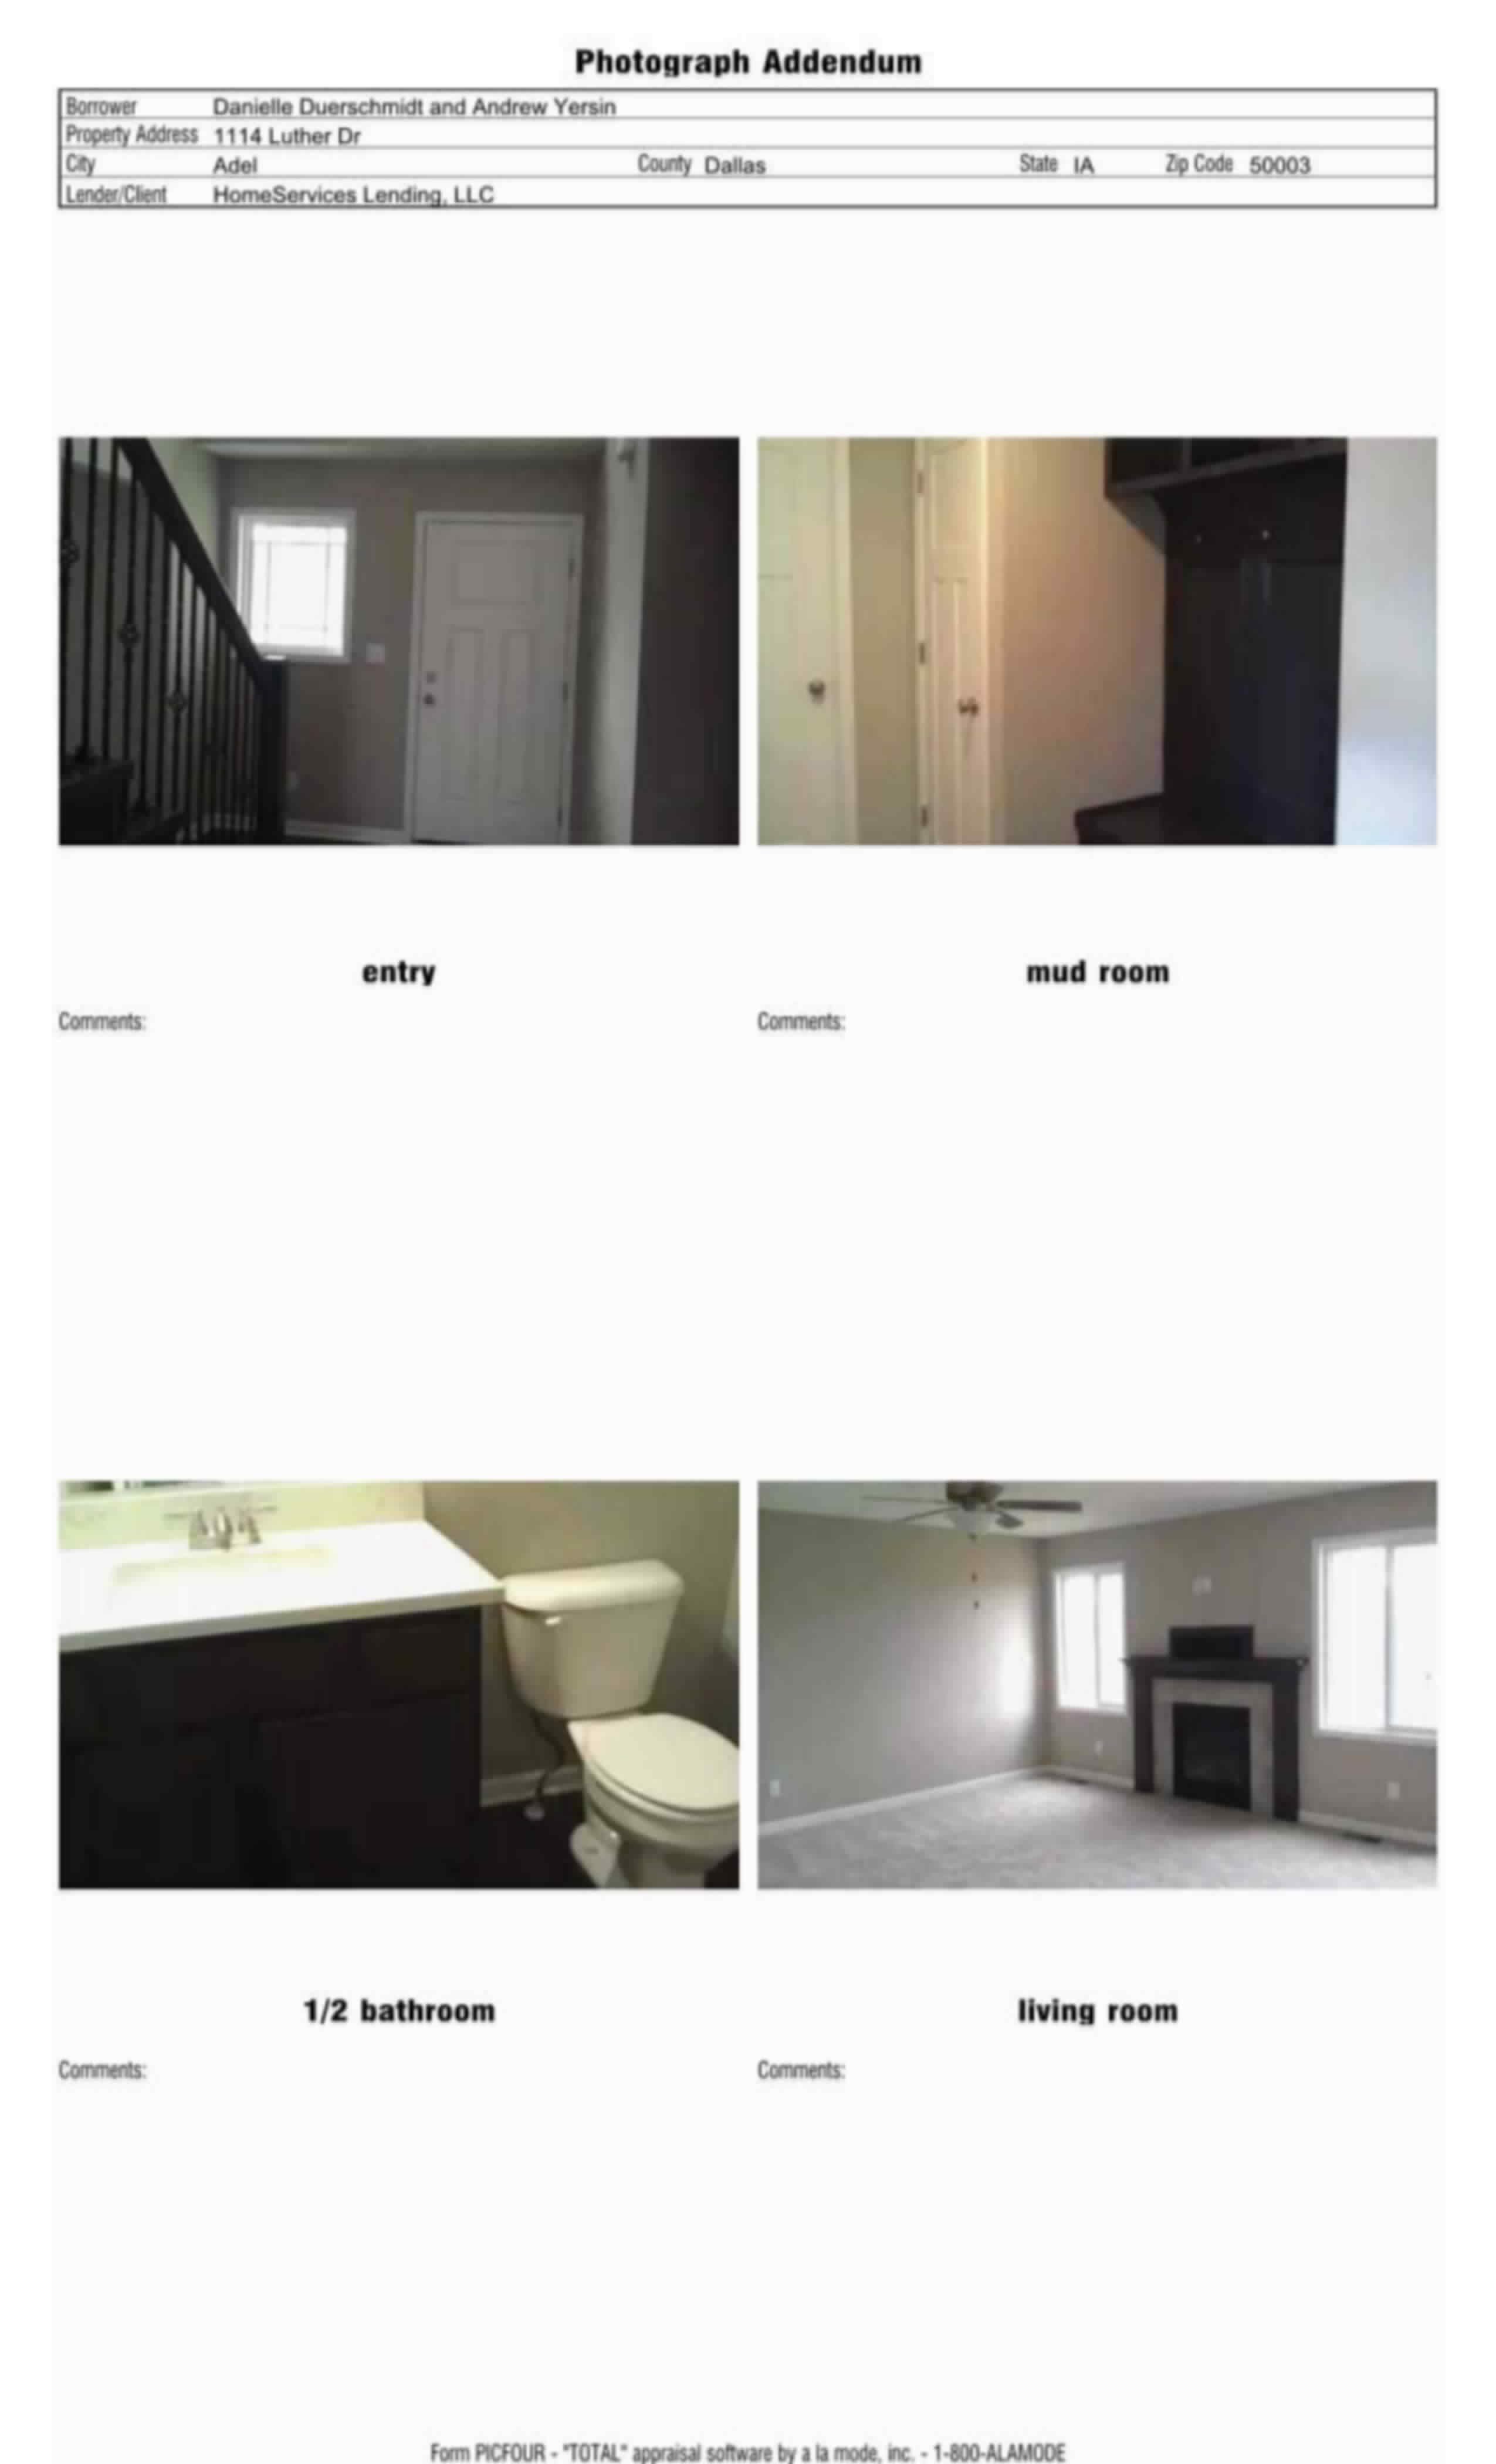 Photograph Addendum
Borrower Danielle Duerschmidt and Andrew Yersin
Property Address 1114 Luther Dr
City Adel County Dallas State IA Zip Code 50003
Lender/Client HomeServices Lending, LLC
entry mud room
Comments: Comments:
1/2 bathroom living room
Comments: Comments:
Form PICFOUR - "TOTAL" appraisal software by a la mode, inc. - 1-800-ALAMODE